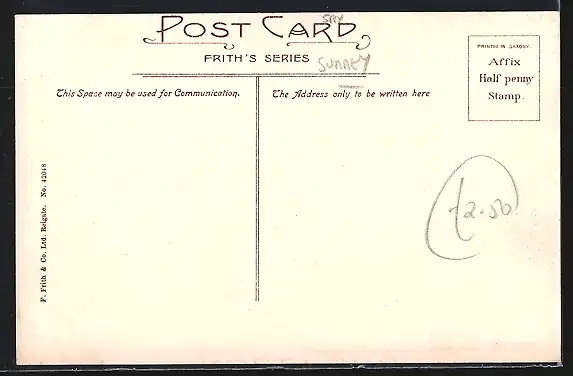 POST CARD
SRY
FRITH'S SERIES
SURREY
This Space may be used for Communication.
The Address only to be written here
PRINTED IN SAXONY.
Affix
Half penny
Stamp.
F. Frith & Co. Ltd. Reigate. No. 42048
£2.50